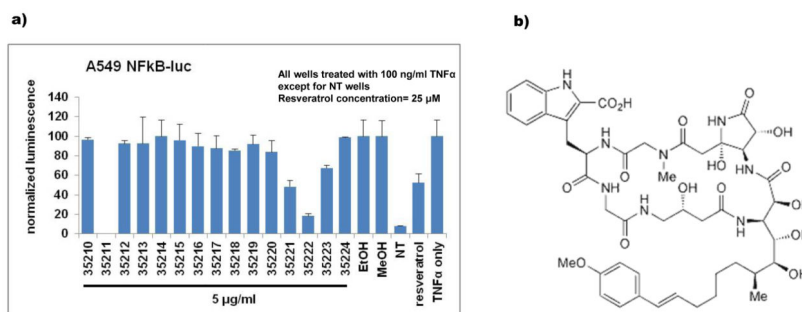 a)
b)
A549 NFkB-luc
All wells treated with 100 ng/ml TNFα
except for NT wells
Resveratrol concentration= 25 µM
normalized luminescence
140
120
100
80
60
40
20
0
35210
35211
35212
35213
35214
35215
35216
35217
35218
35219
35220
35221
35222
35223
35224
EtOH
MeOH
NT
resveratrol
TNFα only
5 µg/ml
H
N
CO₂H
H
N
O
O
N
Me
O
HN
O
OH
HO
N
H
O
O
NH
O
H
N
OH
O
N
H
OH
OH
OH
Me
MeO